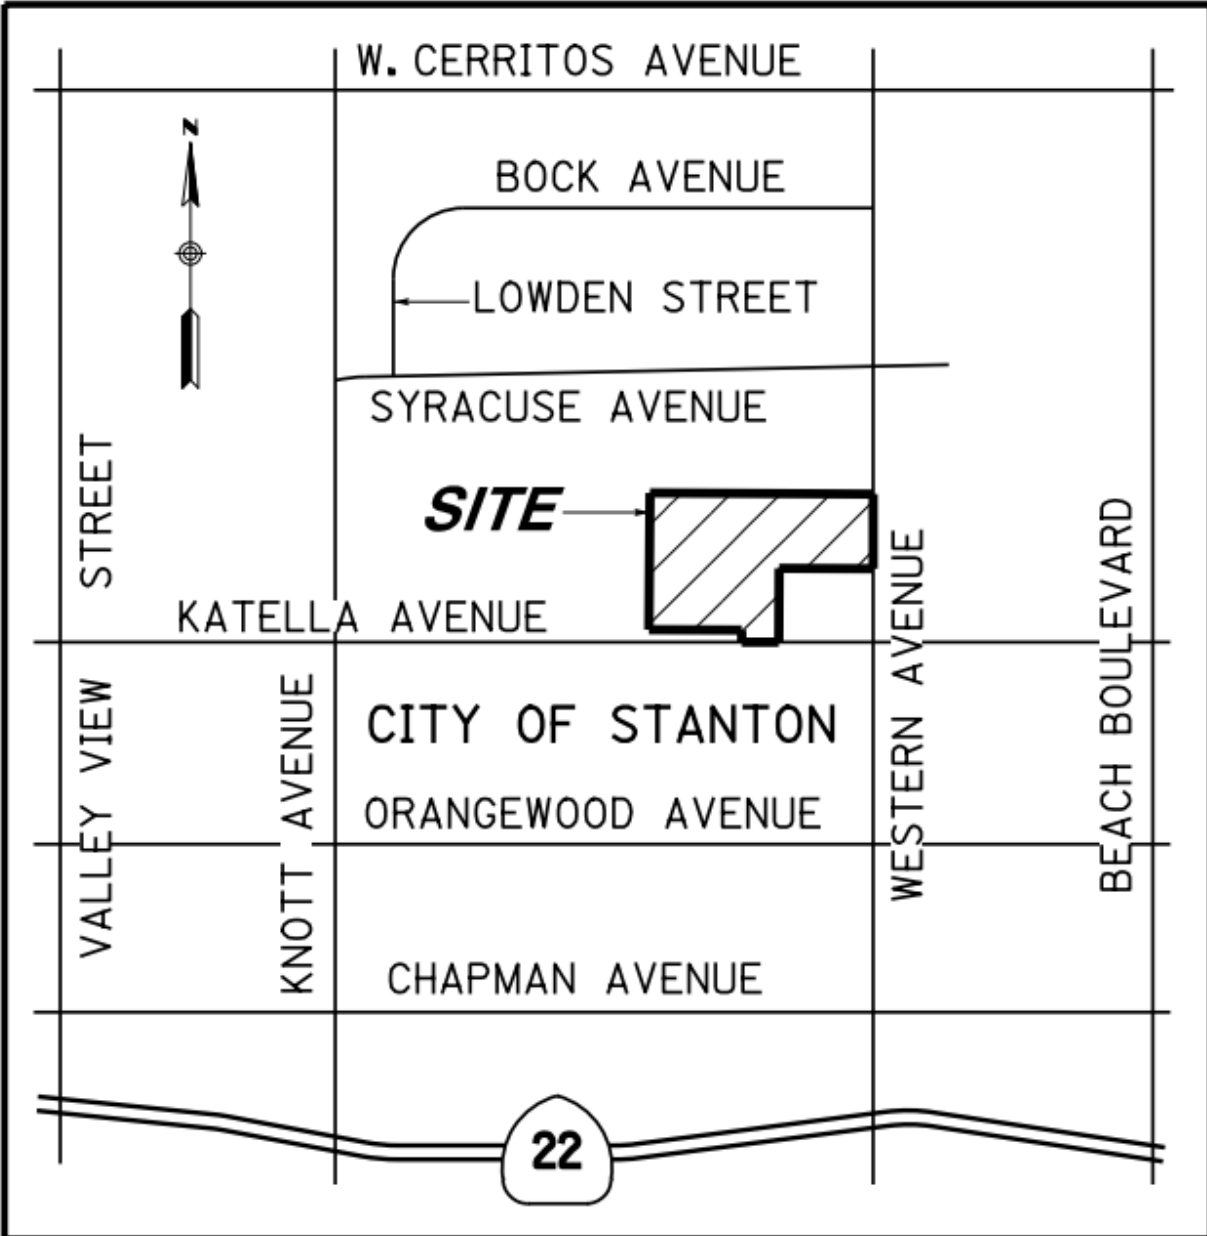 W. CERRITOS AVENUE
N
BOCK AVENUE
LOWDEN STREET
SYRACUSE AVENUE
SITE
KATELLA AVENUE
VALLEY VIEW STREET
KNOTT AVENUE
CITY OF STANTON
ORANGEWOOD AVENUE
WESTERN AVENUE
BEACH BOULEVARD
CHAPMAN AVENUE
22